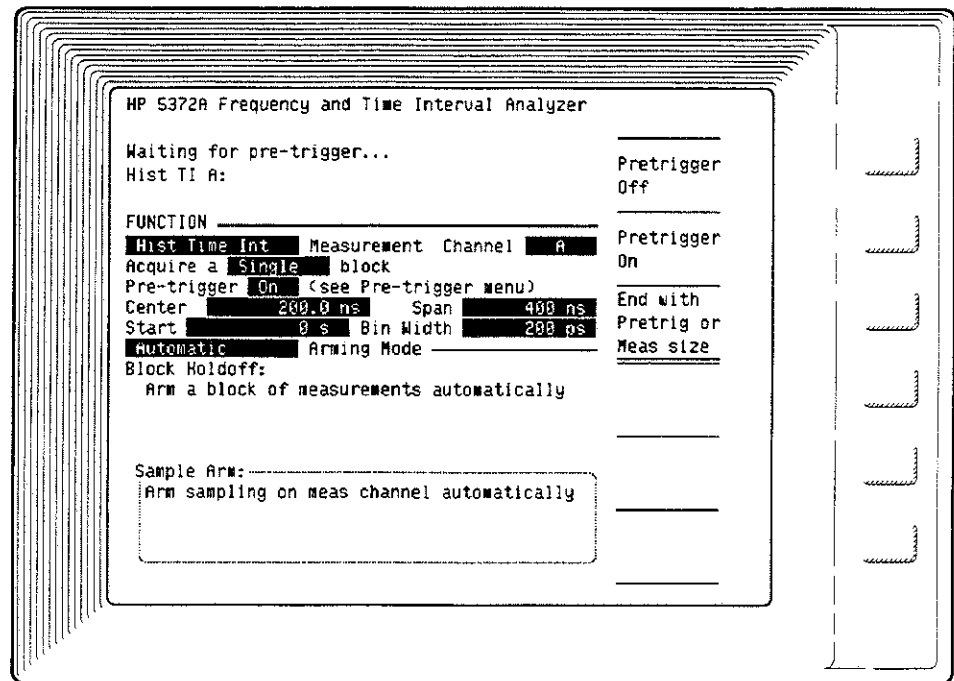 HP 5372A Frequency and Time Interval Analyzer
Waiting for pre-trigger...
Hist TI A:
FUNCTION
Hist Time Int Measurement Channel A
Acquire a Single block
Pre-trigger On (see Pre-trigger menu)
Center 200.0 ns Span 400 ns
Start 0 s Bin Width 200 ps
Automatic Arming Mode
Block Holdoff:
Arm a block of measurements automatically
Sample Arm:
Arm sampling on meas channel automatically
Pretrigger
Off
Pretrigger
On
End with
Pretrig or
Meas size